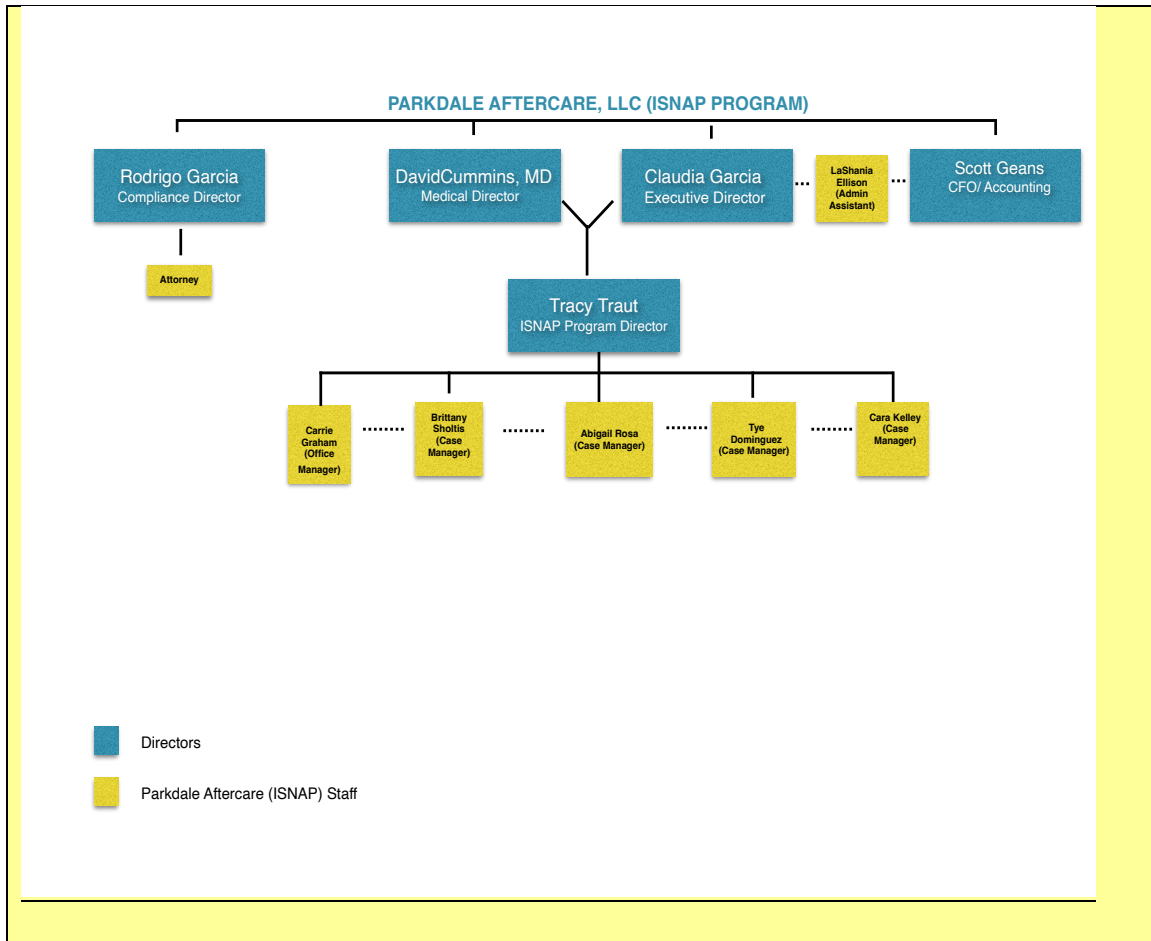 PARKDALE AFTERCARE, LLC (ISNAP PROGRAM)
Rodrigo Garcia
Compliance Director
DavidCummins, MD
Medical Director
Claudia Garcia
Executive Director
LaShania
Ellison
(Admin
Assistant)
Scott Geans
CFO/ Accounting
Attorney
Tracy Traut
ISNAP Program Director
Carrie
Graham
(Office
Manager)
Brittany
Sholtis
(Case
Manager)
Abigail Rosa
(Case Manager)
Tye
Dominguez
(Case Manager)
Cara Kelley
(Case
Manager)
Directors
Parkdale Aftercare (ISNAP) Staff